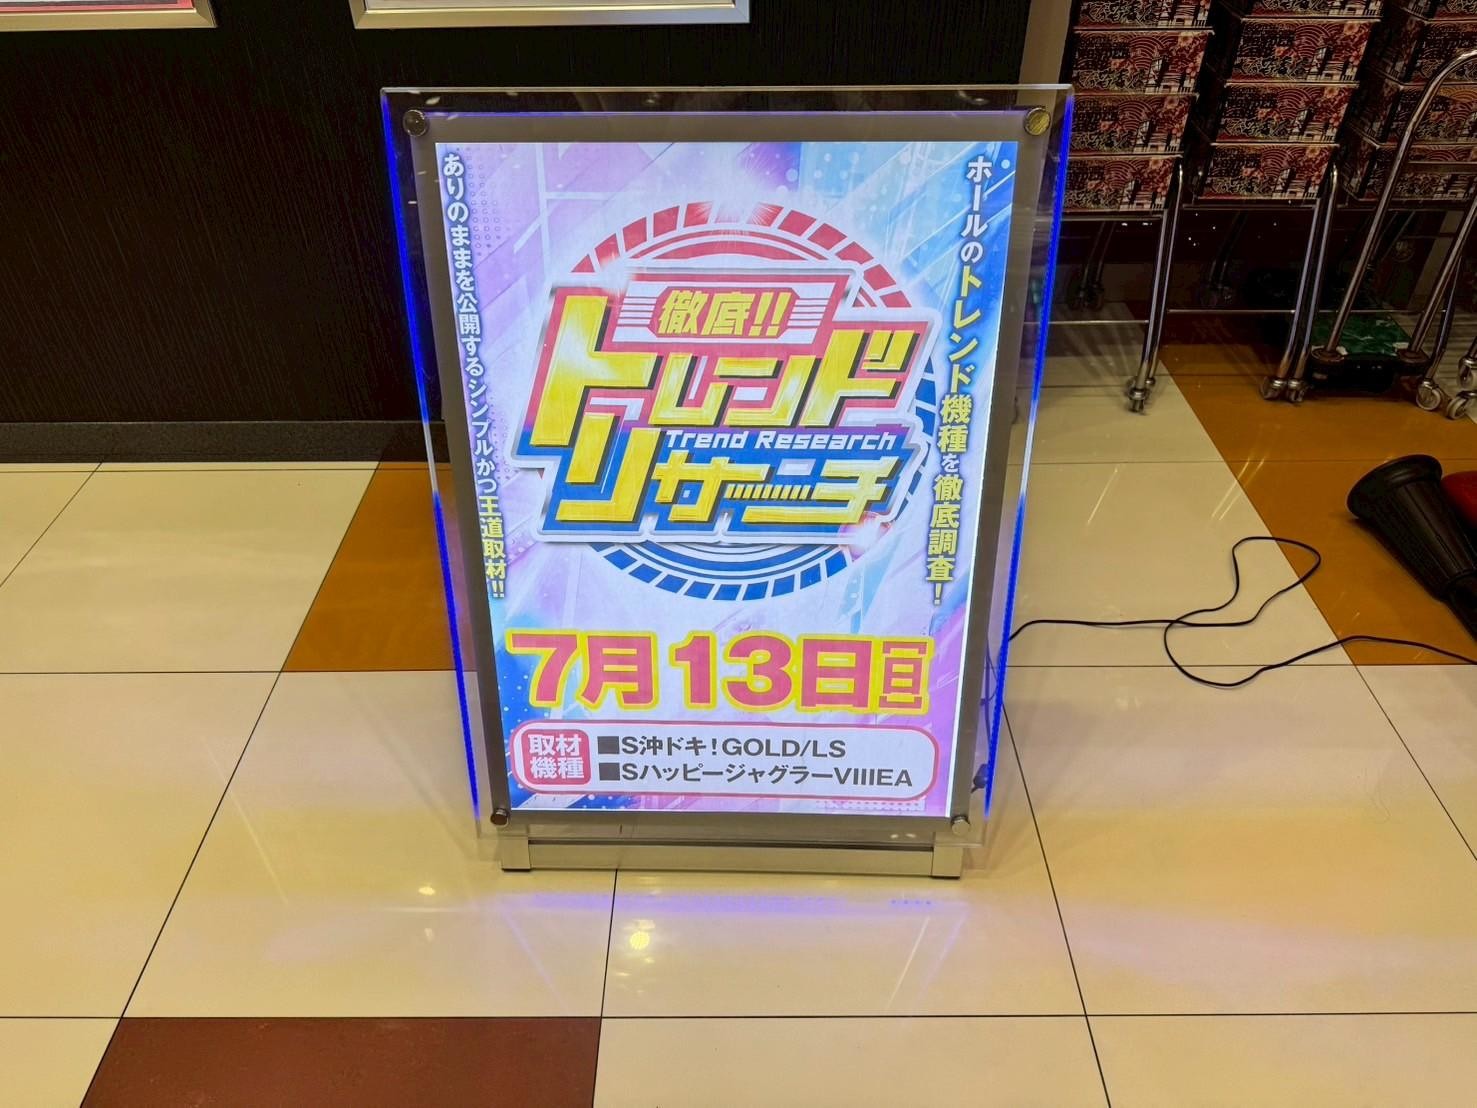 ホールのトレンド機種を徹底調査!
ありのままを公開するシンプルかつ王道取材!!
徹底!!
トレンド
Trend Research
リサーチ
7月13日日
取材
機種
■S沖ドキ!GOLD/LS
■SハッピージャグラーVIIIEA